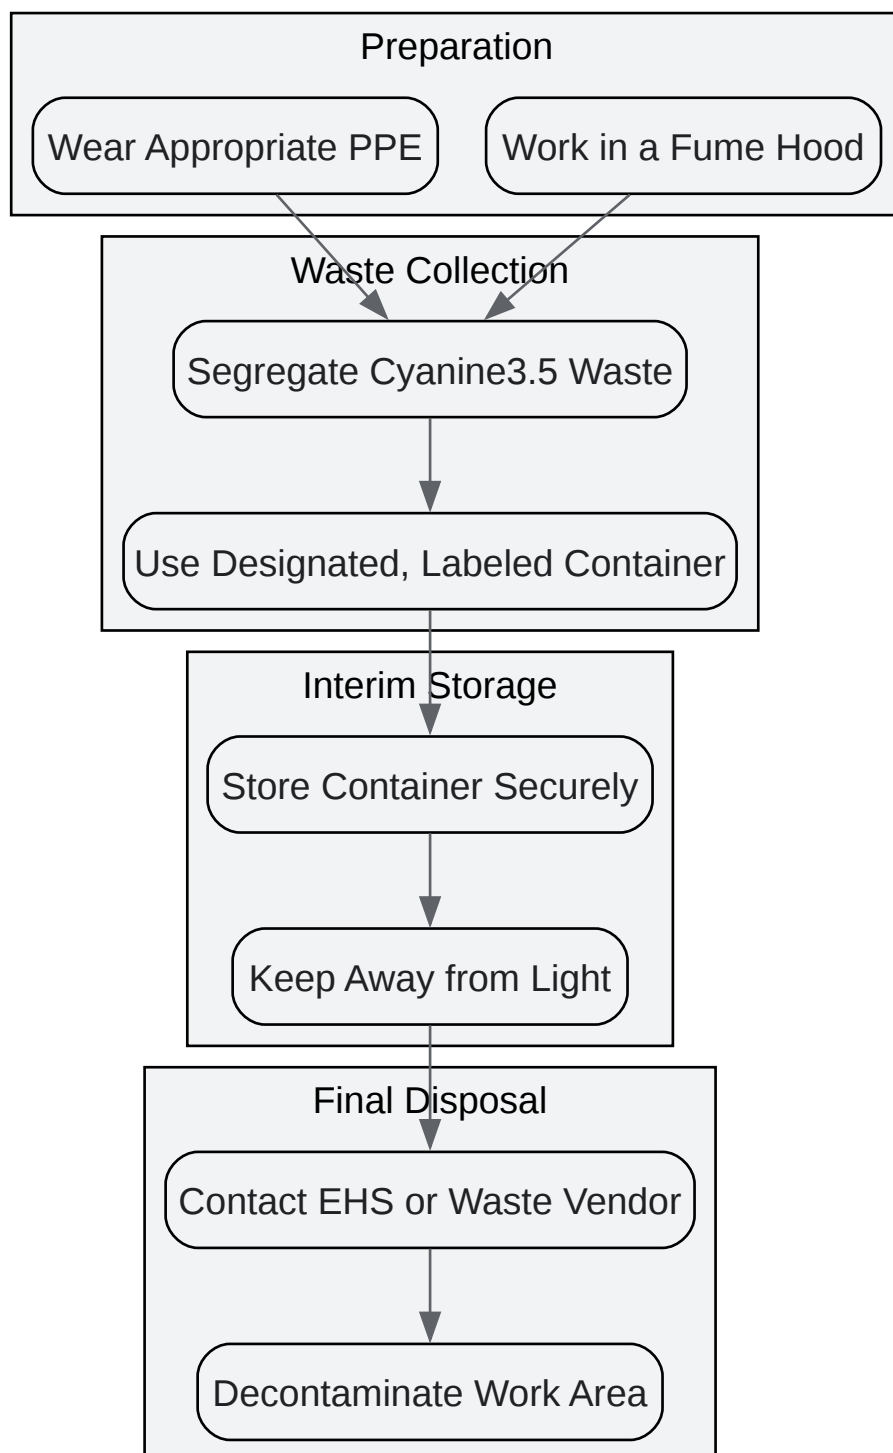 Preparation
Wear Appropriate PPE
Work in a Fume Hood
Waste Collection
Segregate Cyanine3.5 Waste
Use Designated, Labeled Container
Interim Storage
Store Container Securely
Keep Away from Light
Final Disposal
Contact EHS or Waste Vendor
Decontaminate Work Area